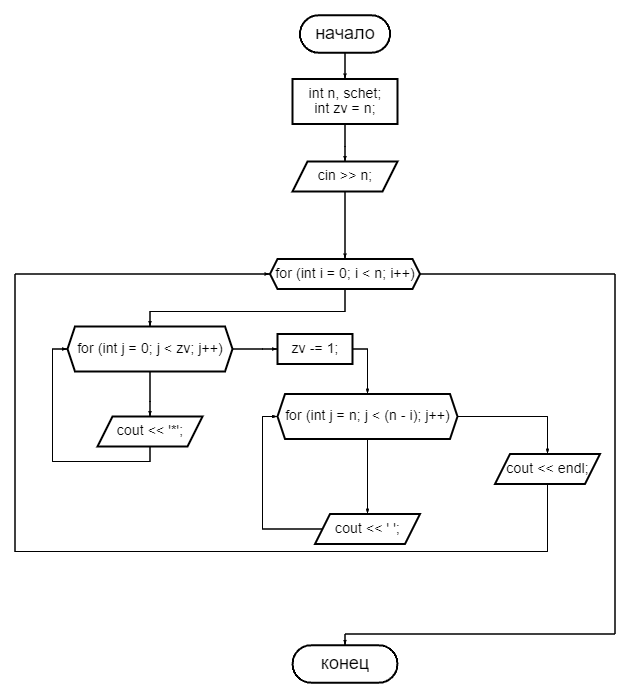 начало
int n, schet;
int zv = n;
cin >> n;
for (int i = 0; i < n; i++)
for (int j = 0; j < zv; j++)
zv -= 1;
cout << '*';
for (int j = n; j < (n - i); j++)
cout << endl;
cout << ' ';
конец